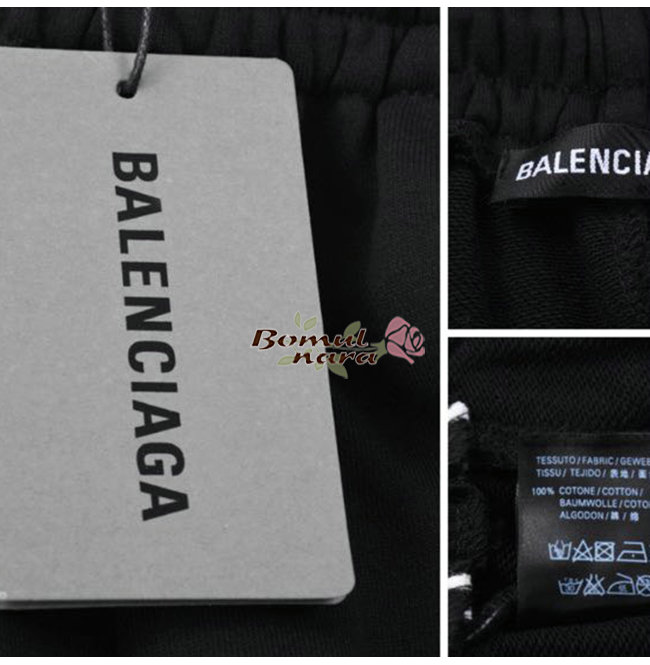 BALENCIAGA
BALENCIA
Bomul
nara
TESSUTO/FABRIC/GEWEB
TISSU/TEJIDO/表地/面
100% COTONE/COTTON/
BAUMWOLLE/COTO
ALGODON/綿/棉